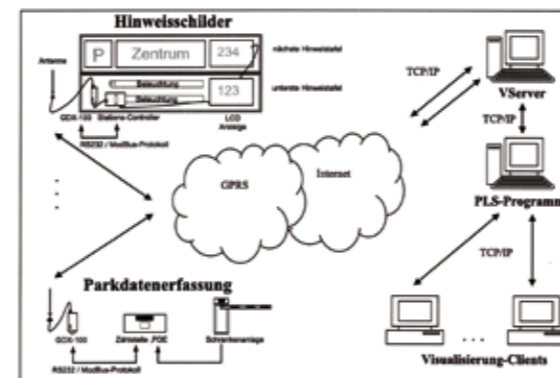 Hinweisschilder
P Zentrum 234
nächste Hinweistafel
Antenne
Beleuchtung
Beleuchtung
123
unterste Hinweistafel
GDX-100 Stations-Controller
LCD
Anzeige
RS232 / ModBus-Protokoll
GPRS
Internet
TCP/IP
VServer
TCP/IP
PLS-Programm
TCP/IP
Parkdatenerfassung
GDX-100
Zählstelle „PDE
Schrankenanlage
RS232 / ModBus-Protokoll
Visualisierung-Clients